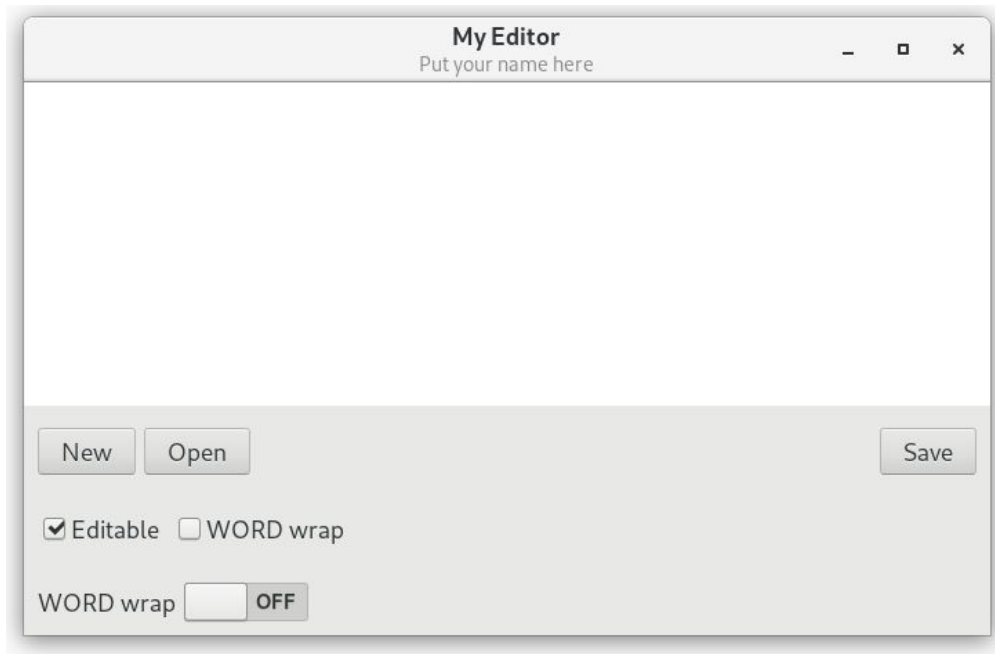 My Editor
Put your name here
New Open Save
Editable WORD wrap
WORD wrap OFF